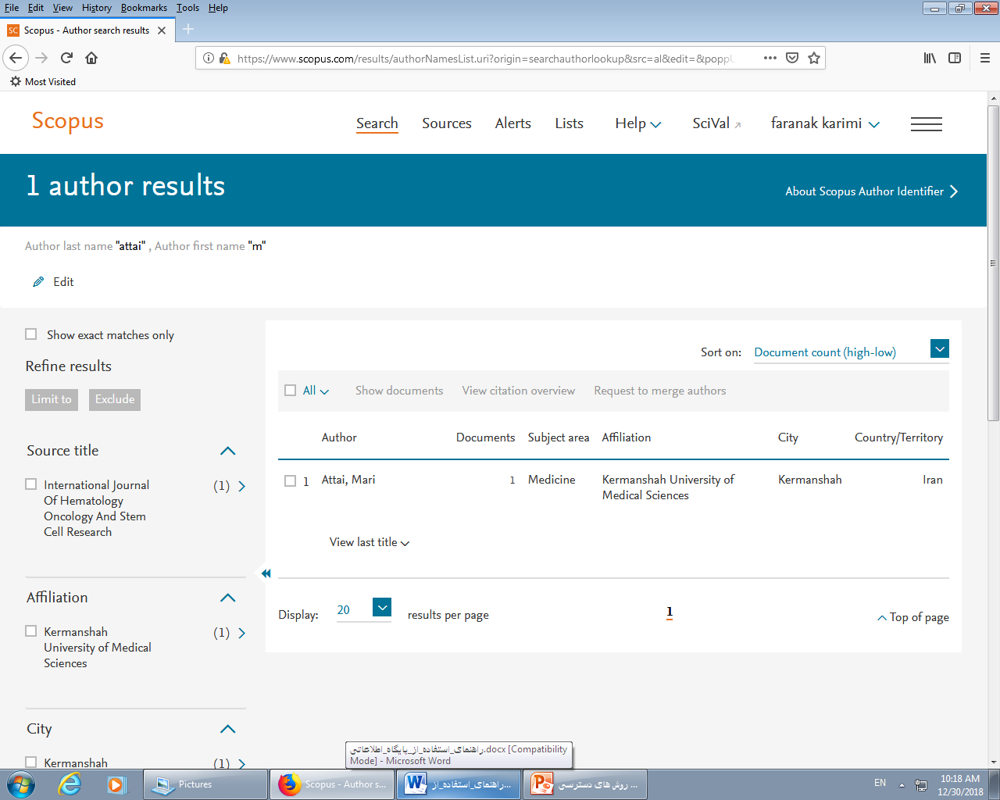 File Edit View History Bookmarks Tools Help
SC Scopus - Author search results
https://www.scopus.com/results/authorNamesList.uri?origin=searchauthorlookup&src=al&edit=&poppU
Most Visited
Scopus
Search Sources Alerts Lists Help SciVal faranak karimi
1 author results
About Scopus Author Identifier
Author last name "attai" , Author first name "m"
Edit
Show exact matches only
Refine results
Limit to Exclude
Source title
International Journal (1)
Of Hematology
Oncology And Stem
Cell Research
Affiliation
Kermanshah (1)
University of Medical
Sciences
City
Kermanshah (1)
Sort on: Document count (high-low)
All Show documents View citation overview Request to merge authors
Author Documents Subject area Affiliation City Country/Territory
1 Attai, Mari 1 Medicine Kermanshah University of Kermanshah Iran
Medical Sciences
View last title
Display: 20 results per page 1 Top of page
راهنمای_استفاده_از_پایگاه_اطلاعاتی.docx [Compatibility
Mode] - Microsoft Word
Pictures Scopus - Author s... راهنمای_استفاده_از... روش های دسترسی ... EN 10:18 AM
12/30/2018